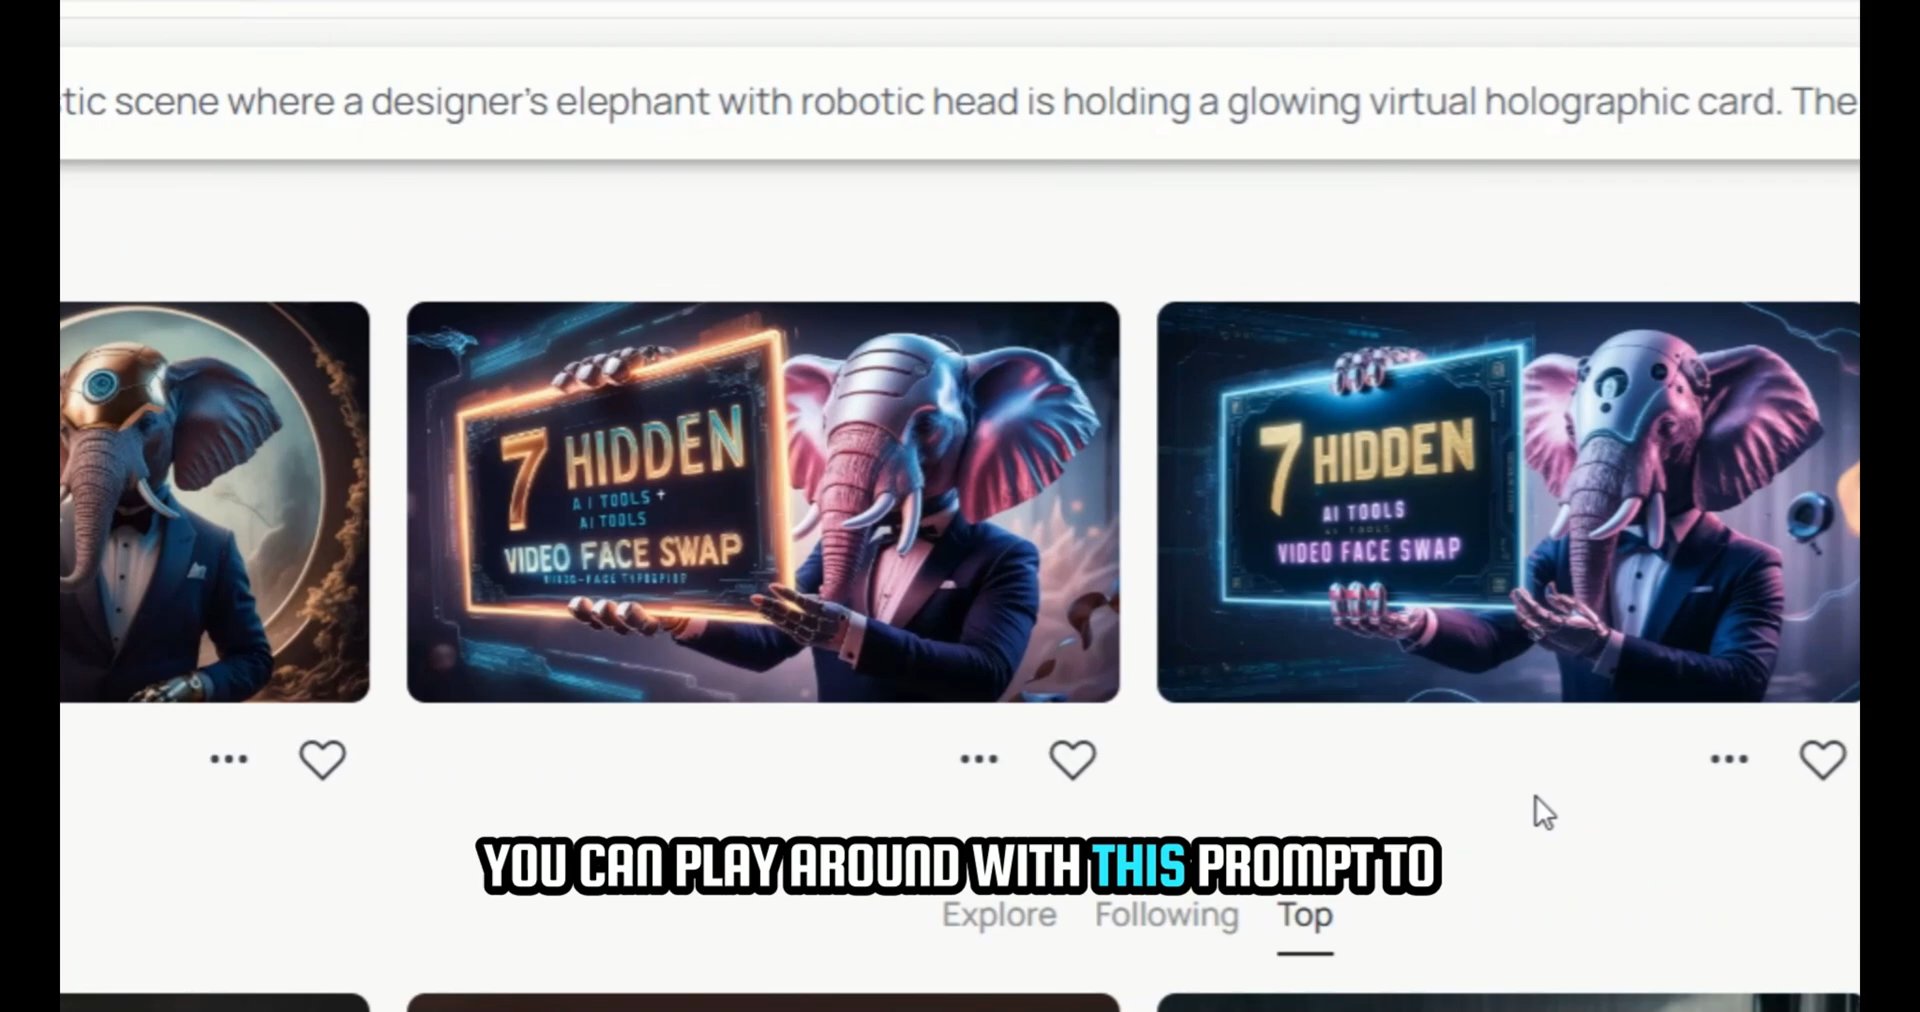 tic scene where a designer's elephant with robotic head is holding a glowing virtual holographic card. The
7 HIDDEN
AI TOOLS +
AI TOOLS
VIDEO FACE SWAP
7 HIDDEN
AI TOOLS
AI TOOLS
VIDEO FACE SWAP
YOU CAN PLAY AROUND WITH THIS PROMPT TO
Explore Following Top